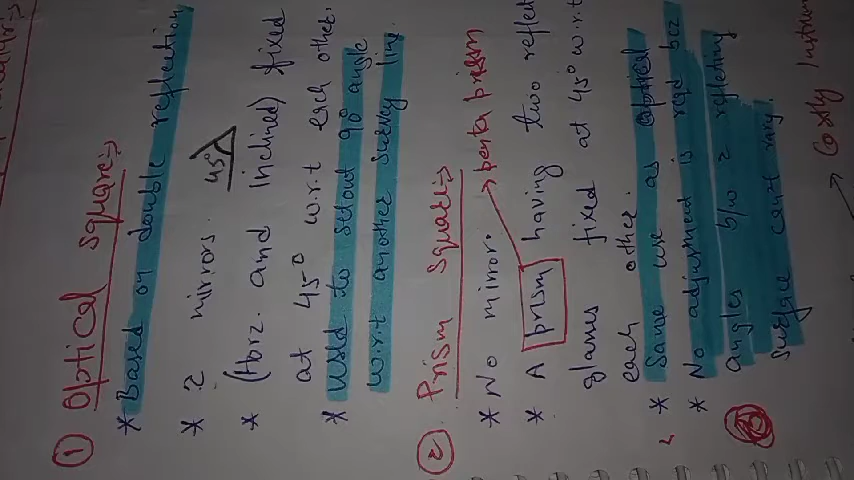 ① Optical square:→
* Based on double reflection
* 2 mirrors. 45°
* (Horz. and Inclined) fixed
at 45° w.r.t each other.
* Used to setout 90° angle
w.r.t another survey line.
② Prism square:→
* No mirror. → penta prism
* A prism having two reflect
glasses fixed at 45° w.r.t
each other.
* Same use as optical
* No adjustment is reqd bcz
angles b/w 2 reflecting
surface can't vary.
→ Costly Instrum